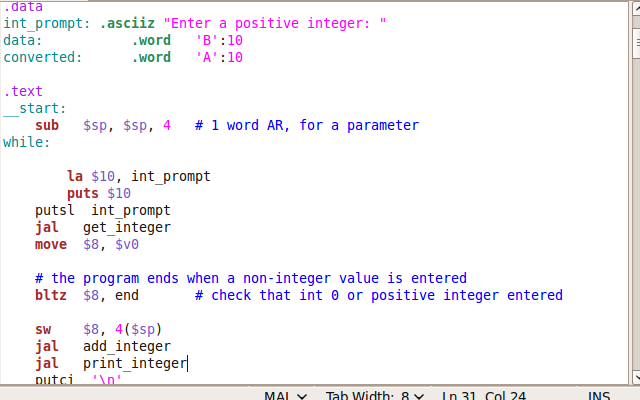 .data
int_prompt: .asciiz "Enter a positive integer: "
data:           .word   'B':10
converted:      .word   'A':10

.text
__start:
    sub   $sp, $sp, 4   # 1 word AR, for a parameter
while:

        la $10, int_prompt
        puts $10
    putsl  int_prompt
    jal   get_integer
    move  $8, $v0

    # the program ends when a non-integer value is entered
    bltz  $8, end       # check that int 0 or positive integer entered

    sw    $8, 4($sp)
    jal   add_integer
    jal   print_integer
    putci  '\n'
MAL   Tab Width: 8   Ln 31, Col 24   INS